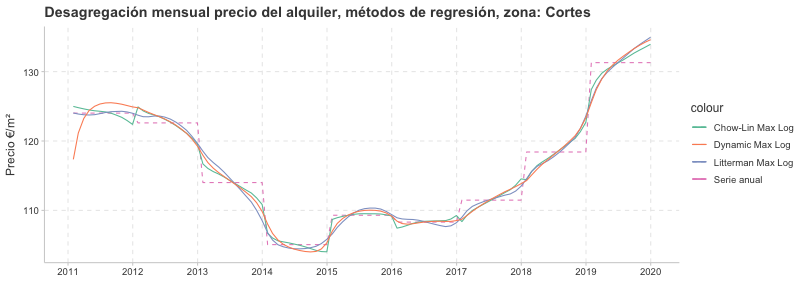 Desagregación mensual precio del alquiler, métodos de regresión, zona: Cortes
Precio €/m²
130
120
110
2011 2012 2013 2014 2015 2016 2017 2018 2019 2020
colour
Chow-Lin Max Log
Dynamic Max Log
Litterman Max Log
Serie anual